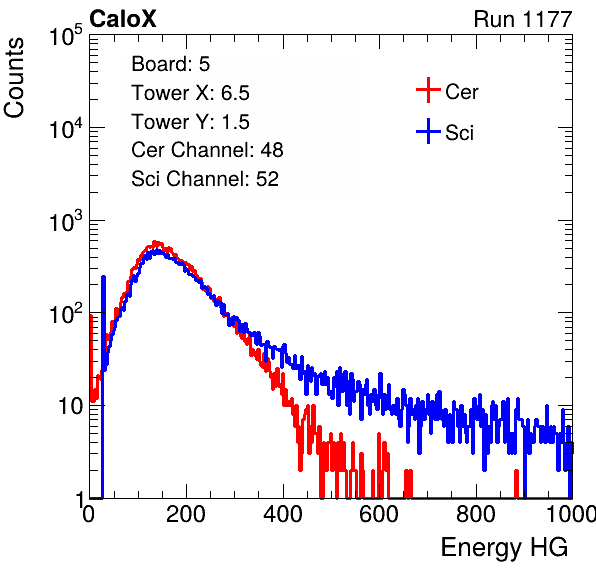 CaloX Run 1177
Counts
10^5
10^4
10^3
10^2
10
1
Board: 5
Tower X: 6.5
Tower Y: 1.5
Cer Channel: 48
Sci Channel: 52
Cer
Sci
0 200 400 600 800 1000
Energy HG